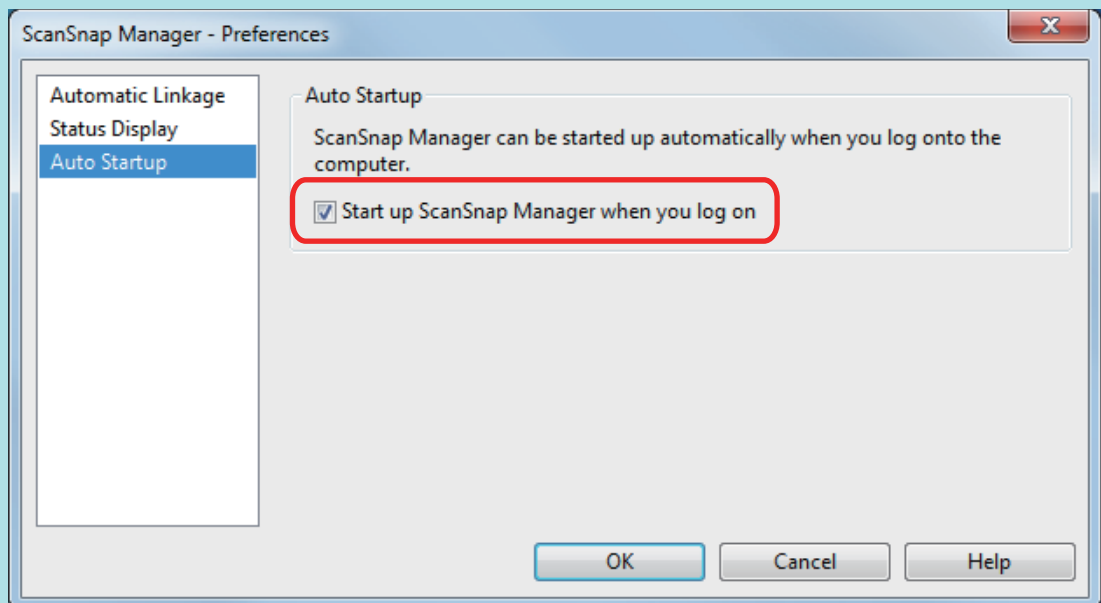 ScanSnap Manager - Preferences
Automatic Linkage
Status Display
Auto Startup
Auto Startup
ScanSnap Manager can be started up automatically when you log onto the
computer.
Start up ScanSnap Manager when you log on
OK
Cancel
Help